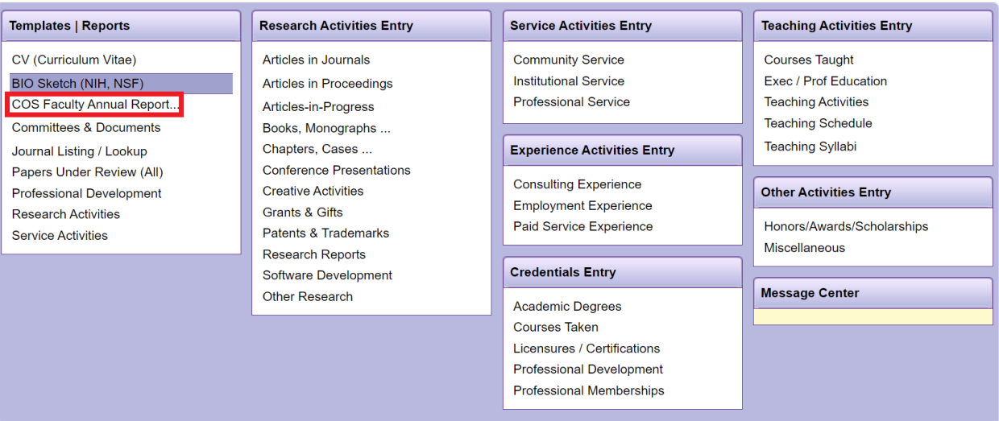 Templates | Reports
CV (Curriculum Vitae)
BIO Sketch (NIH, NSF)
COS Faculty Annual Report...
Committees & Documents
Journal Listing / Lookup
Papers Under Review (All)
Professional Development
Research Activities
Service Activities
Research Activities Entry
Articles in Journals
Articles in Proceedings
Articles-in-Progress
Books, Monographs ...
Chapters, Cases ...
Conference Presentations
Creative Activities
Grants & Gifts
Patents & Trademarks
Research Reports
Software Development
Other Research
Service Activities Entry
Community Service
Institutional Service
Professional Service
Experience Activities Entry
Consulting Experience
Employment Experience
Paid Service Experience
Credentials Entry
Academic Degrees
Courses Taken
Licensures / Certifications
Professional Development
Professional Memberships
Teaching Activities Entry
Courses Taught
Exec / Prof Education
Teaching Activities
Teaching Schedule
Teaching Syllabi
Other Activities Entry
Honors/Awards/Scholarships
Miscellaneous
Message Center